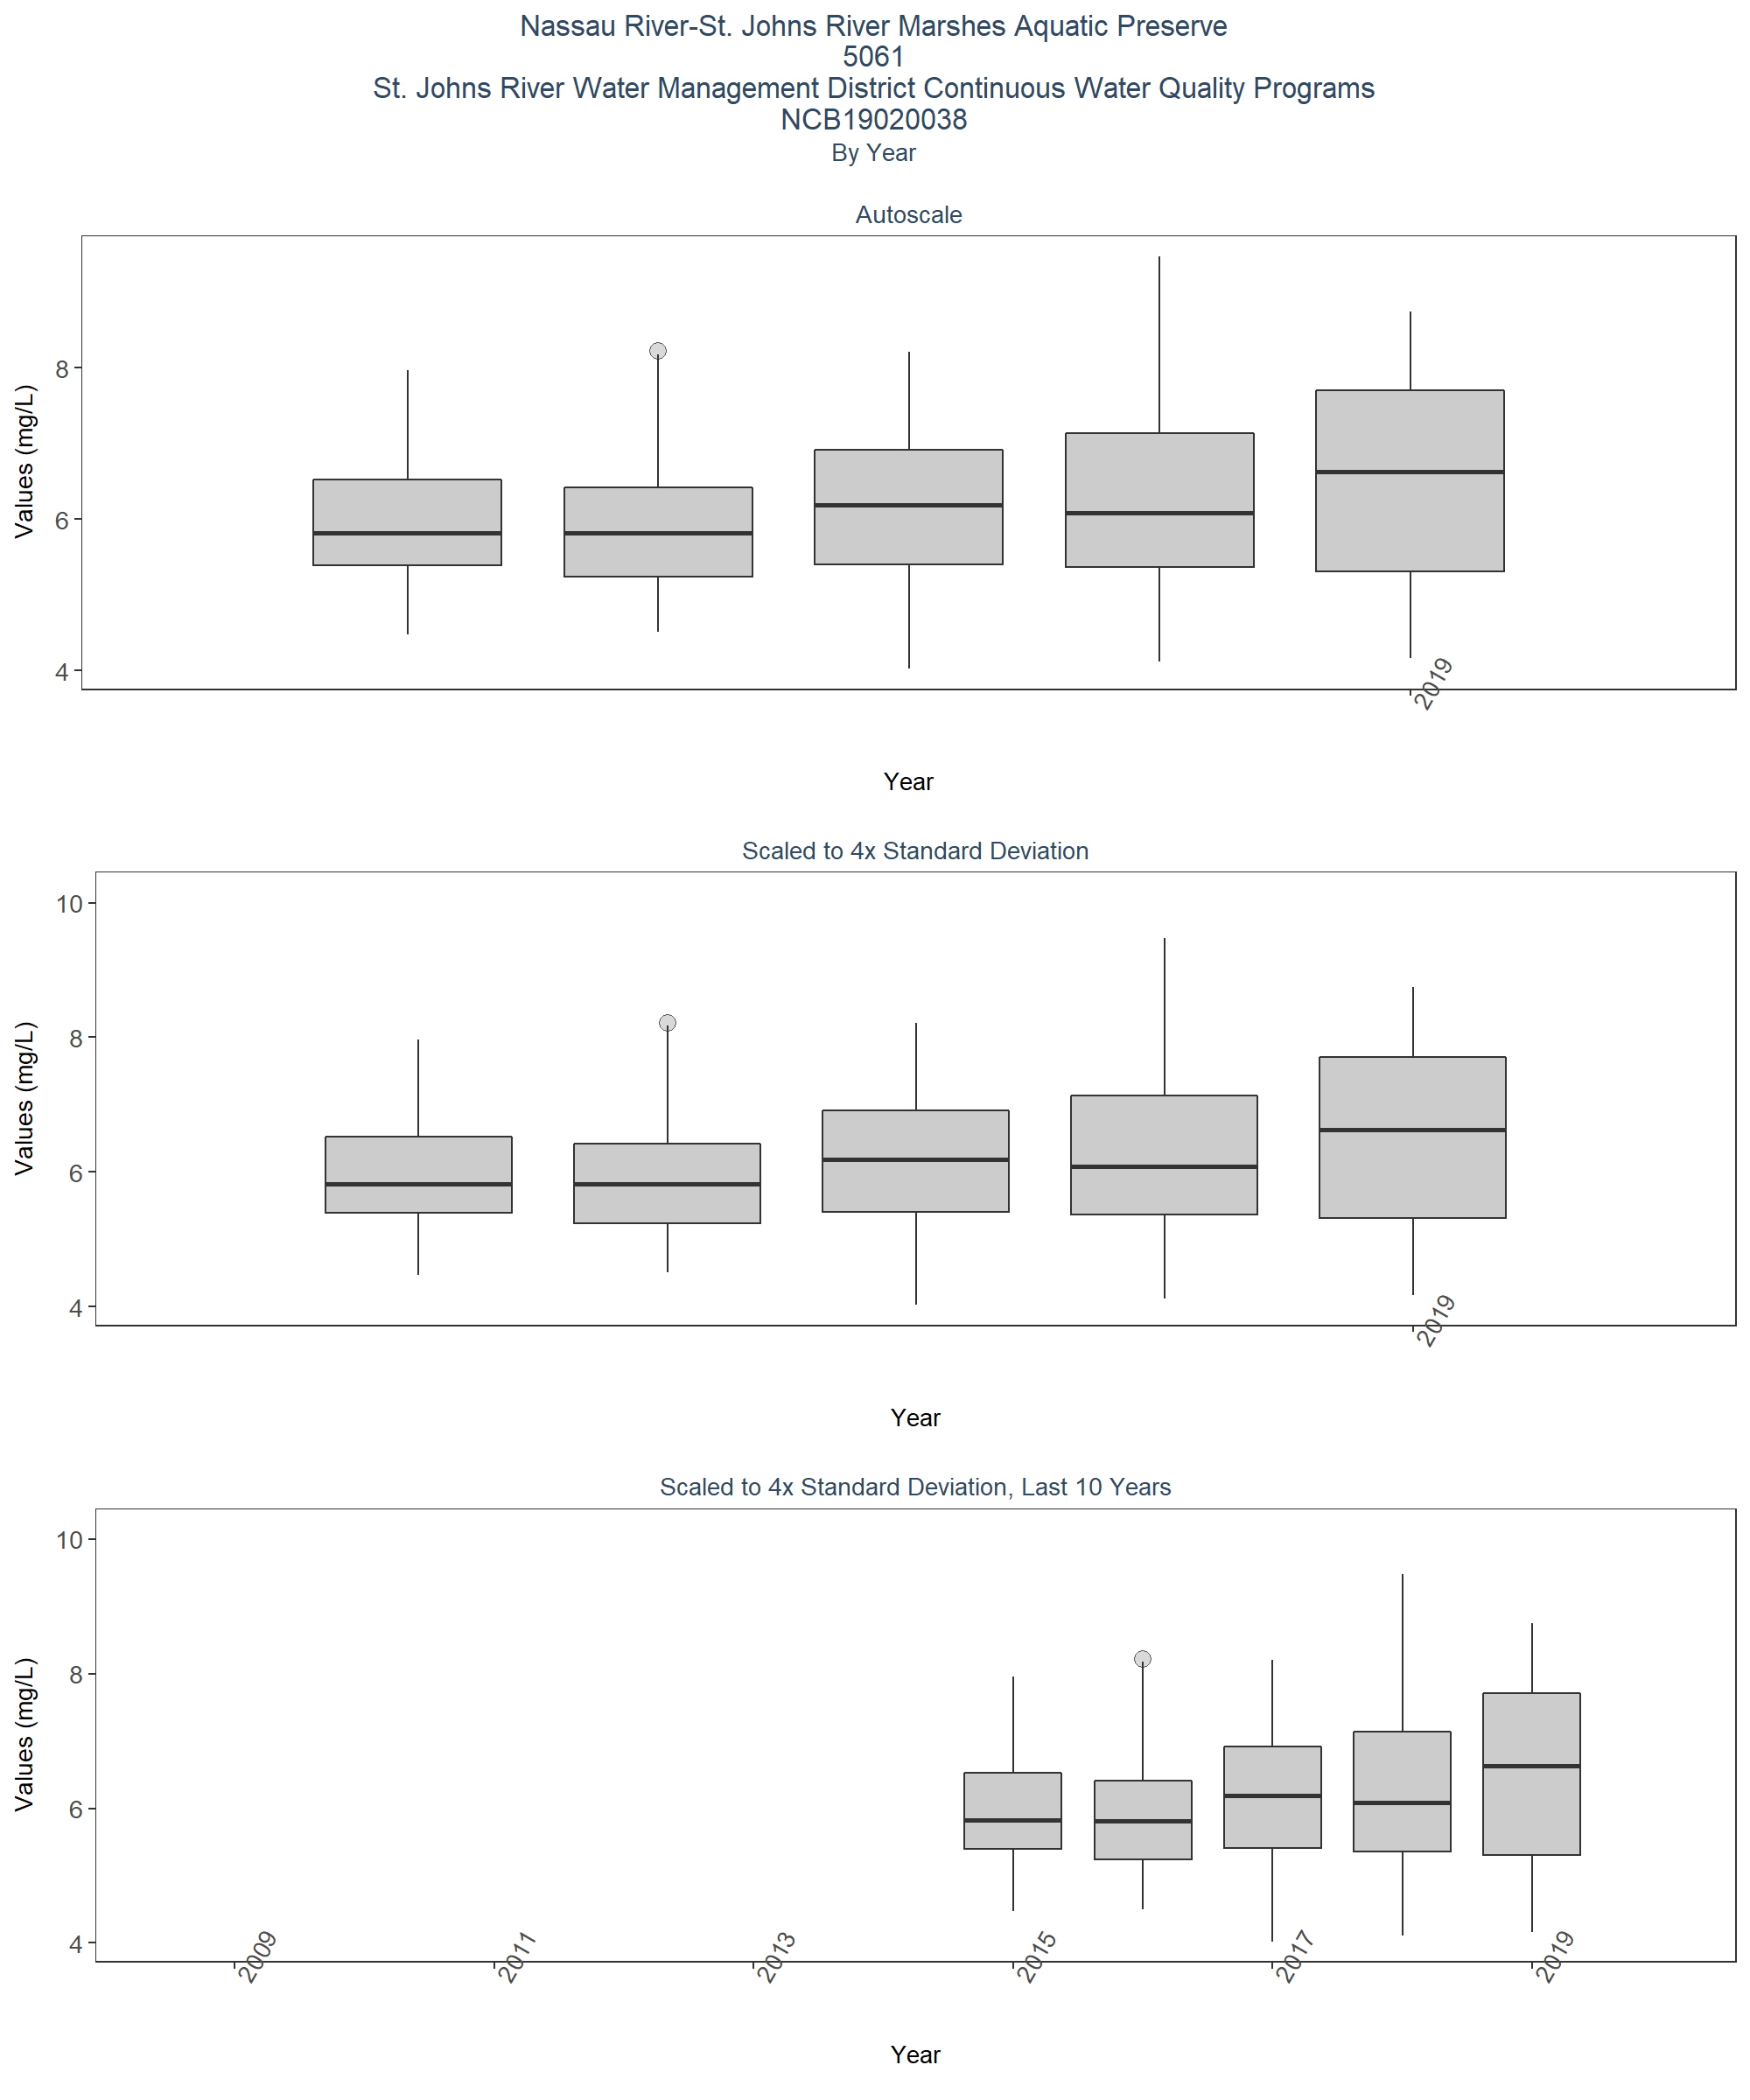 Nassau River-St. Johns River Marshes Aquatic Preserve
5061
St. Johns River Water Management District Continuous Water Quality Programs
NCB19020038
By Year
Autoscale
Values (mg/L)
8
6
4
2019
Year
Scaled to 4x Standard Deviation
Values (mg/L)
10
8
6
4
2019
Year
Scaled to 4x Standard Deviation, Last 10 Years
Values (mg/L)
10
8
6
4
2009 2011 2013 2015 2017 2019
Year